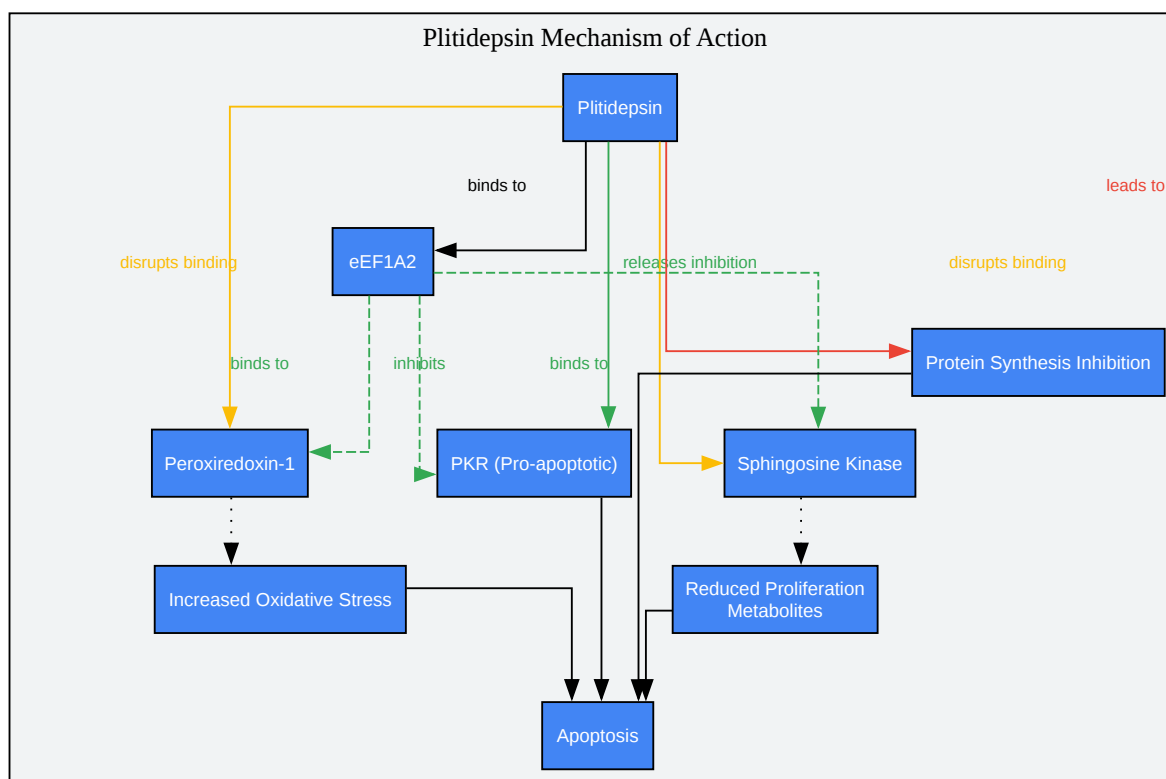 Plitidepsin Mechanism of Action
Plitidepsin
binds to
leads to
eEF1A2
disrupts binding
releases inhibition
disrupts binding
binds to
inhibits
binds to
Protein Synthesis Inhibition
Peroxiredoxin-1
PKR (Pro-apoptotic)
Sphingosine Kinase
Increased Oxidative Stress
Reduced Proliferation
Metabolites
Apoptosis